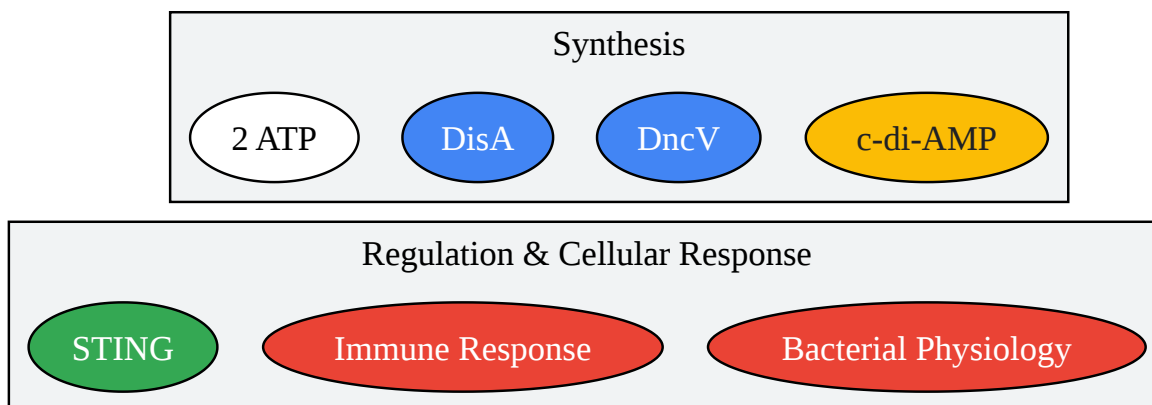 Synthesis
2 ATP DisA DncV c-di-AMP
Regulation & Cellular Response
STING Immune Response Bacterial Physiology